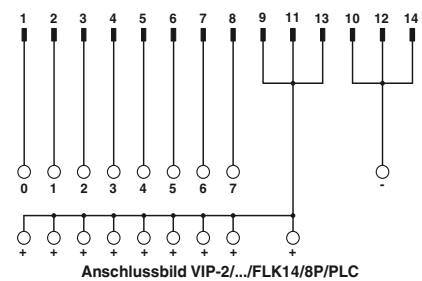 1 2 3 4 5 6 7 8 9 11 13 10 12 14
0 1 2 3 4 5 6 7 -
+ + + + + + + + +
Anschlussbild VIP-2/.../FLK14/8P/PLC